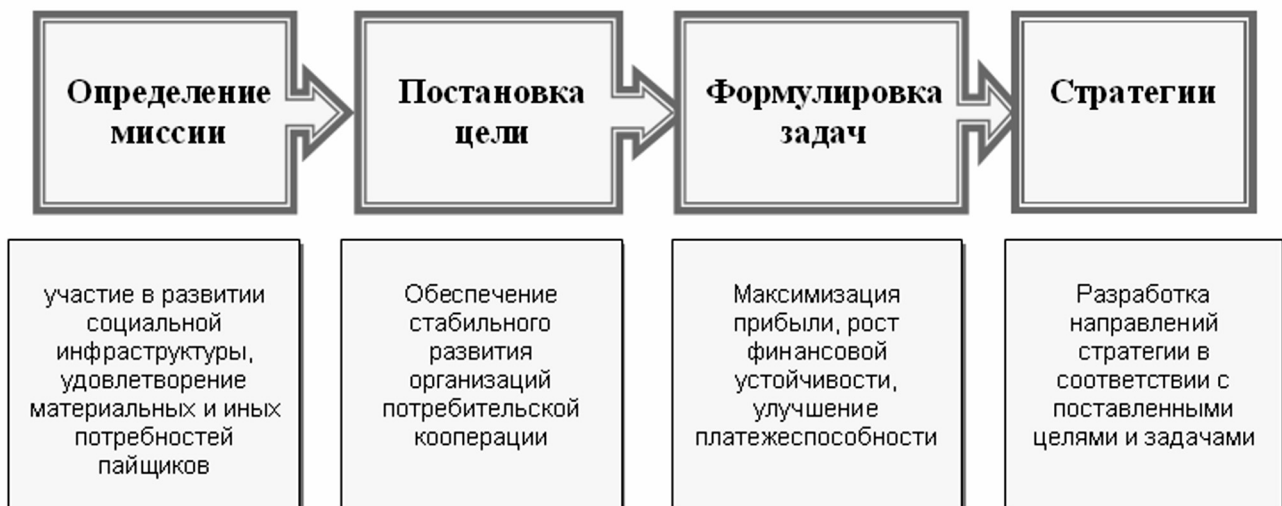 Определение
миссии
Постановка
цели
Формулировка
задач
Стратегии
участие в развитии
социальной
инфраструктуры,
удовлетворение
материальных и иных
потребностей
пайщиков
Обеспечение
стабильного
развития
организаций
потребительской
кооперации
Максимизация
прибыли, рост
финансовой
устойчивости,
улучшение
платежеспособности
Разработка
направлений
стратегии в
соответствии с
поставленными
целями и задачами